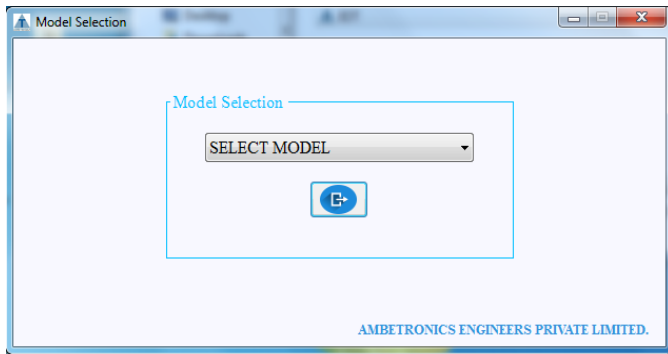 Model Selection
Model Selection
SELECT MODEL
AMBETRONICS ENGINEERS PRIVATE LIMITED.